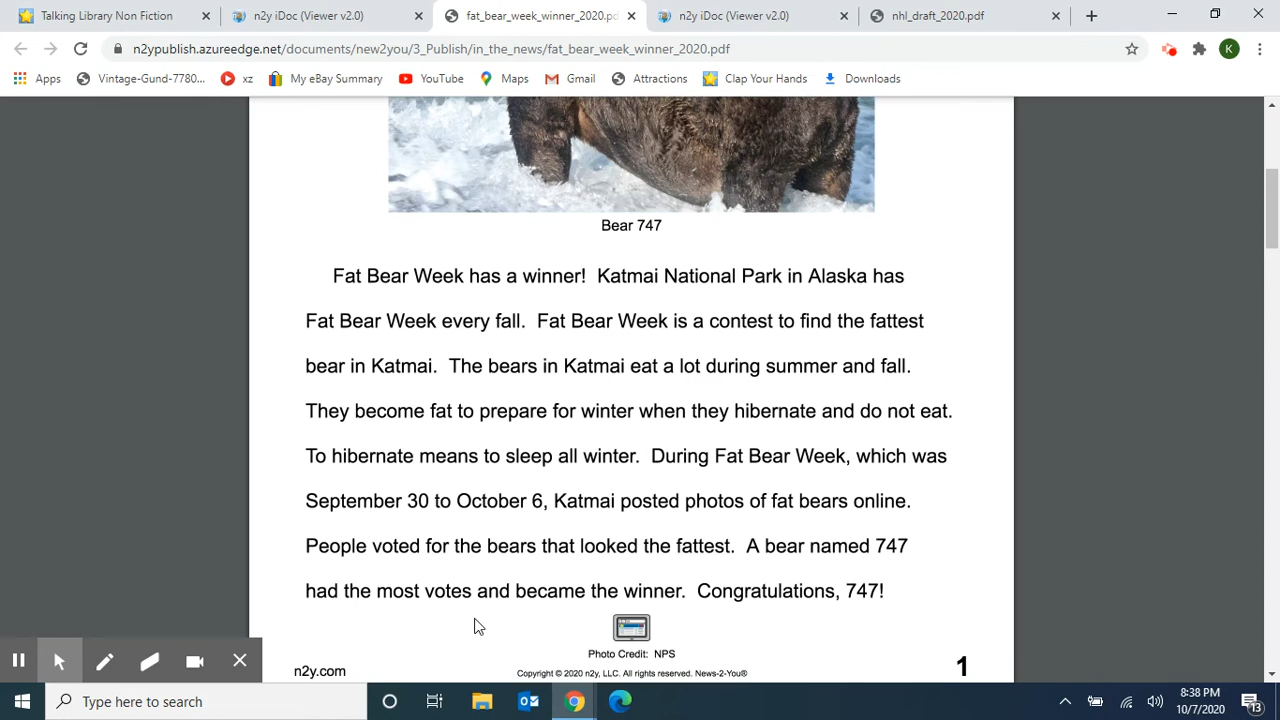 Talking Library Non Fiction
n2y iDoc (Viewer v2.0)
fat_bear_week_winner_2020.pd
n2y iDoc (Viewer v2.0)
nhl_draft_2020.pdf
n2ypublish.azureedge.net/documents/new2you/3_Publish/in_the_news/fat_bear_week_winner_2020.pdf
K
Apps
Vintage-Gund-7780...
xz
My eBay Summary
YouTube
Maps
Gmail
Attractions
Clap Your Hands
Downloads
Bear 747
Fat Bear Week has a winner! Katmai National Park in Alaska has
Fat Bear Week every fall. Fat Bear Week is a contest to find the fattest
bear in Katmai. The bears in Katmai eat a lot during summer and fall.
They become fat to prepare for winter when they hibernate and do not eat.
To hibernate means to sleep all winter. During Fat Bear Week, which was
September 30 to October 6, Katmai posted photos of fat bears online.
People voted for the bears that looked the fattest. A bear named 747
had the most votes and became the winner. Congratulations, 747!
Photo Credit: NPS
n2y.com
Copyright © 2020 n2y, LLC. All rights reserved. News-2-You®
1
Type here to search
8:38 PM
10/7/2020
13